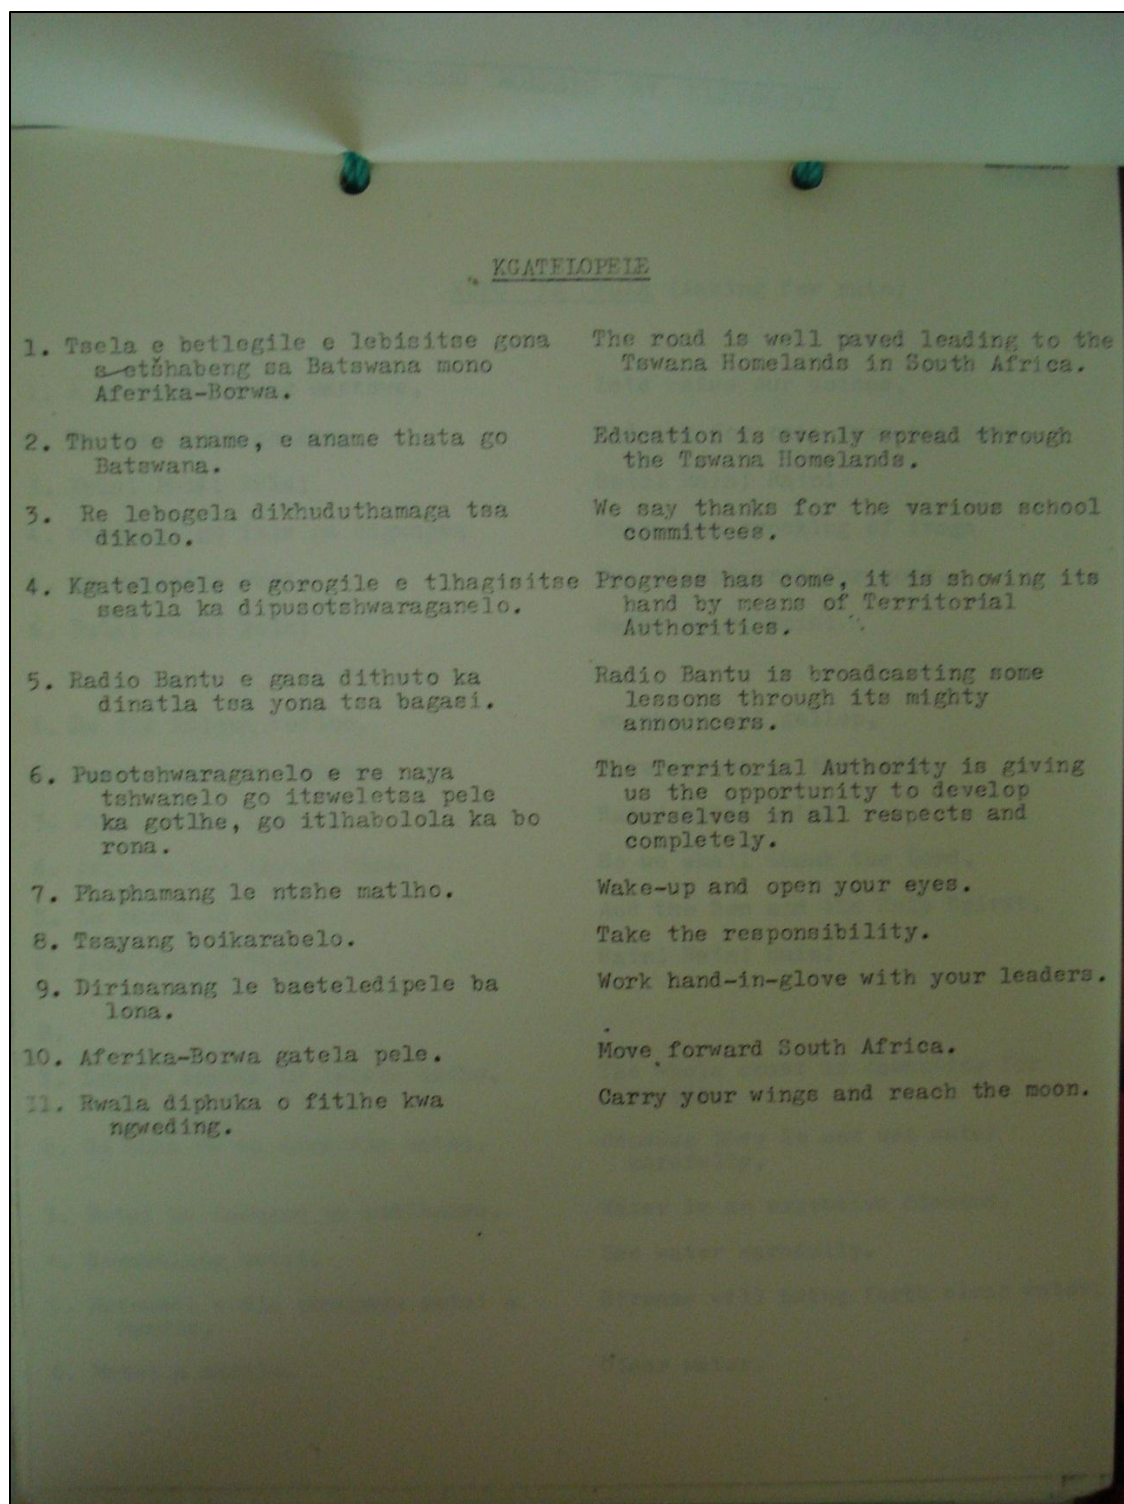 KGATELOPELE
1. Tsela e betlegile e lebisitse gona
s etšhabeng sa Batswana mono
Aferika-Borwa.
The road is well paved leading to the
Tswana Homelands in South Africa.
2. Thuto e aname, e aname thata go
Batswana.
Education is evenly spread through
the Tswana Homelands.
3. Re lebogela dikhuduthamaga tsa
dikolo.
We say thanks for the various school
committees.
4. Kgatelopele e gorogile e tlhagisitse
seatla ka dipusotshwaraganelo.
Progress has come, it is showing its
hand by means of Territorial
Authorities.
5. Radio Bantu e gasa dithuto ka
dinatla tsa yona tsa bagasi.
Radio Bantu is broadcasting some
lessons through its mighty
announcers.
6. Pusotshwaraganelo e re naya
tshwanelo go itsweletsa pele
ka gotlhe, go itlhabolola ka bo
rona.
The Territorial Authority is giving
us the opportunity to develop
ourselves in all respects and
completely.
7. Phaphamang le ntshe matlho.
Wake-up and open your eyes.
8. Tsayang boikarabelo.
Take the responsibility.
9. Dirisanang le baeteledipele ba
lona.
Work hand-in-glove with your leaders.
10. Aferika-Borwa gatela pele.
Move forward South Africa.
11. Rwala diphuka o fitlhe kwa
ngweding.
Carry your wings and reach the moon.